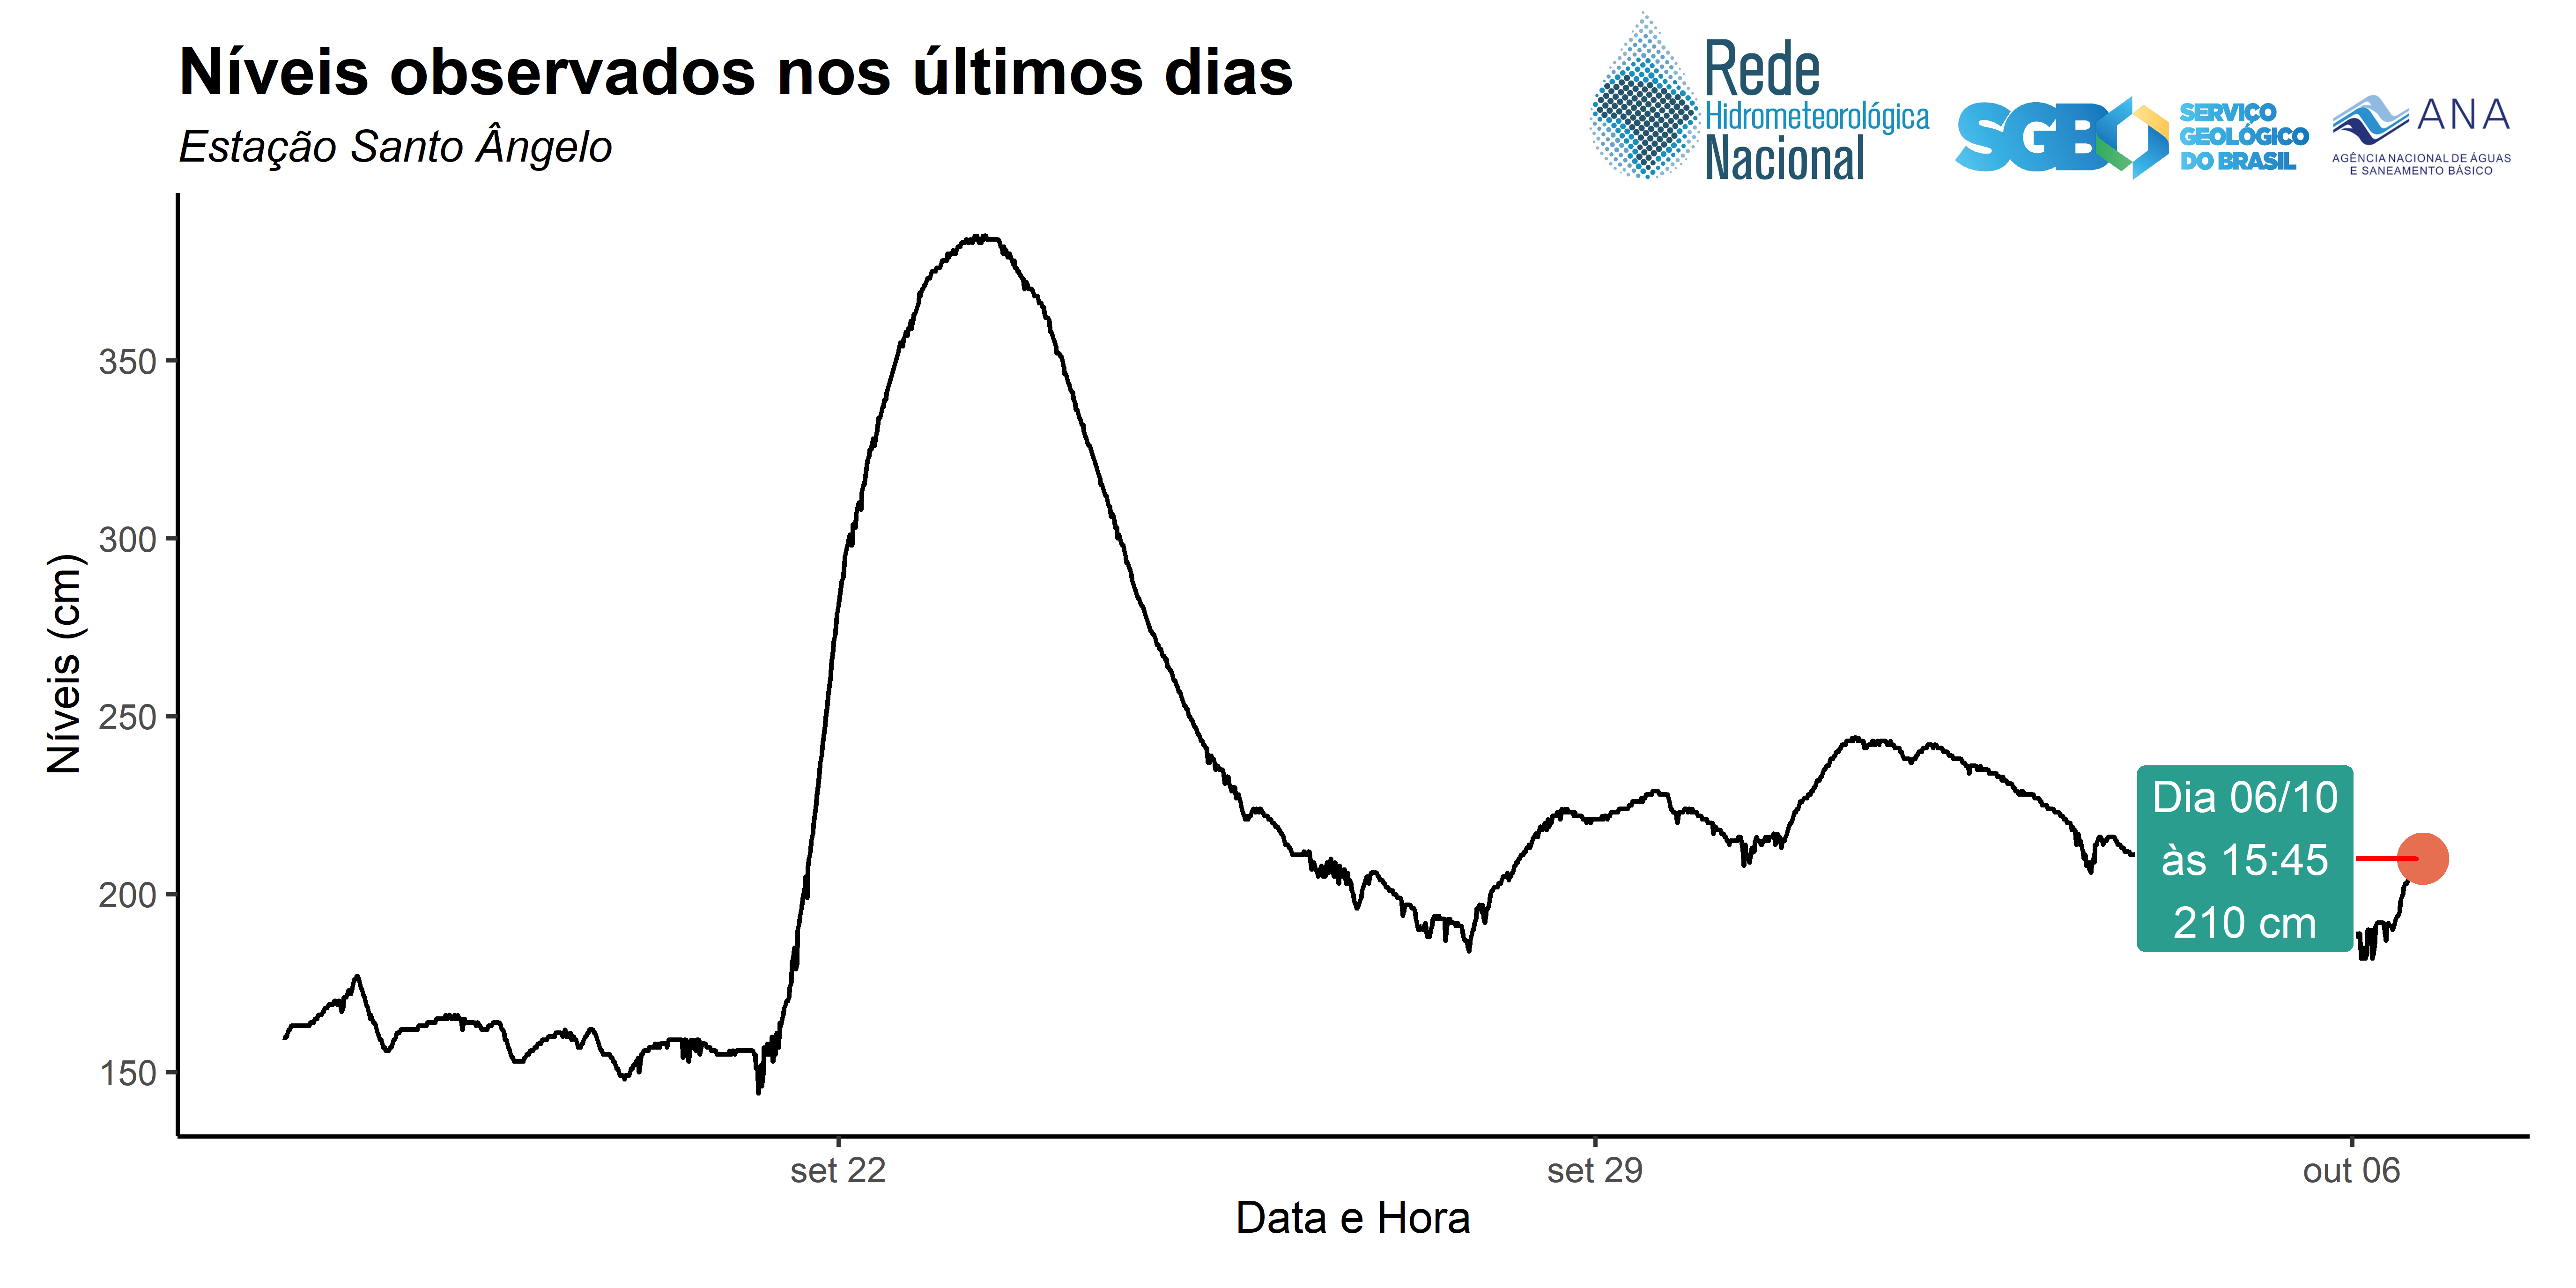 Níveis observados nos últimos dias
Estação Santo Ângelo
Rede
Hidrometeorológica
Nacional
SGB
SERVIÇO
GEOLÓGICO
DO BRASIL
ANA
AGÊNCIA NACIONAL DE ÁGUAS
E SANEAMENTO BÁSICO
Níveis (cm)
350
300
250
200
150
Dia 06/10
às 15:45
210 cm
set 22
set 29
out 06
Data e Hora